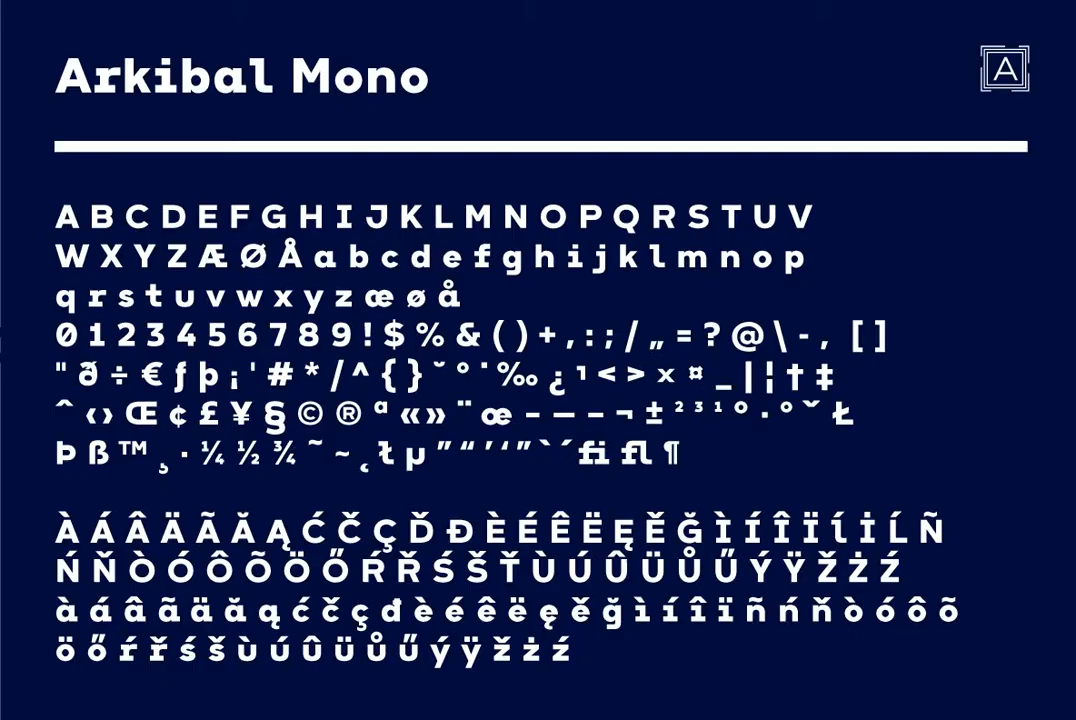 Arkibal Mono
A
A B C D E F G H I J K L M N O P Q R S T U V
W X Y Z Æ Ø Å a b c d e f g h i j k l m n o p
q r s t u v w x y z æ ø å
0 1 2 3 4 5 6 7 8 9 ! $ % & ( ) + , : ; / „ = ? @ \ - , [ ]
" ð ÷ € ƒ þ ¡ ' # * / ^ { } ˘ ° ˙ ‰ ¿ ˥ < > × ¤ _ | ¦ † ‡
ˆ ‹ › Œ ¢ £ ¥ § © ® ª « » ¨ œ – — – ¬ ± ² ³ ¹ º · ° ˇ Ł
Þ ß ™ ¸ · ¼ ½ ¾ ˜ ~ ˛ ł µ ” “ ’ ‘ ” ` ´ fi fl ¶
À Á Â Ä Ã Ă Ą Ć Č Ç Ď Đ È É Ê Ë Ę Ě Ğ Ì Í Î Ï ĺ İ Ĺ Ñ
Ń Ň Ò Ó Ô Õ Ö Ő Ŕ Ř Ś Š Ť Ù Ú Û Ü Ů Ű Ý Ÿ Ž Ż Ź
à á â ã ä ă ą ć č ç đ è é ê ë ę ě ğ ì í î ï ñ ń ň ò ó ô õ
ö ő ŕ ř ś š ù ú û ü ů ű ý ÿ ž ż ź